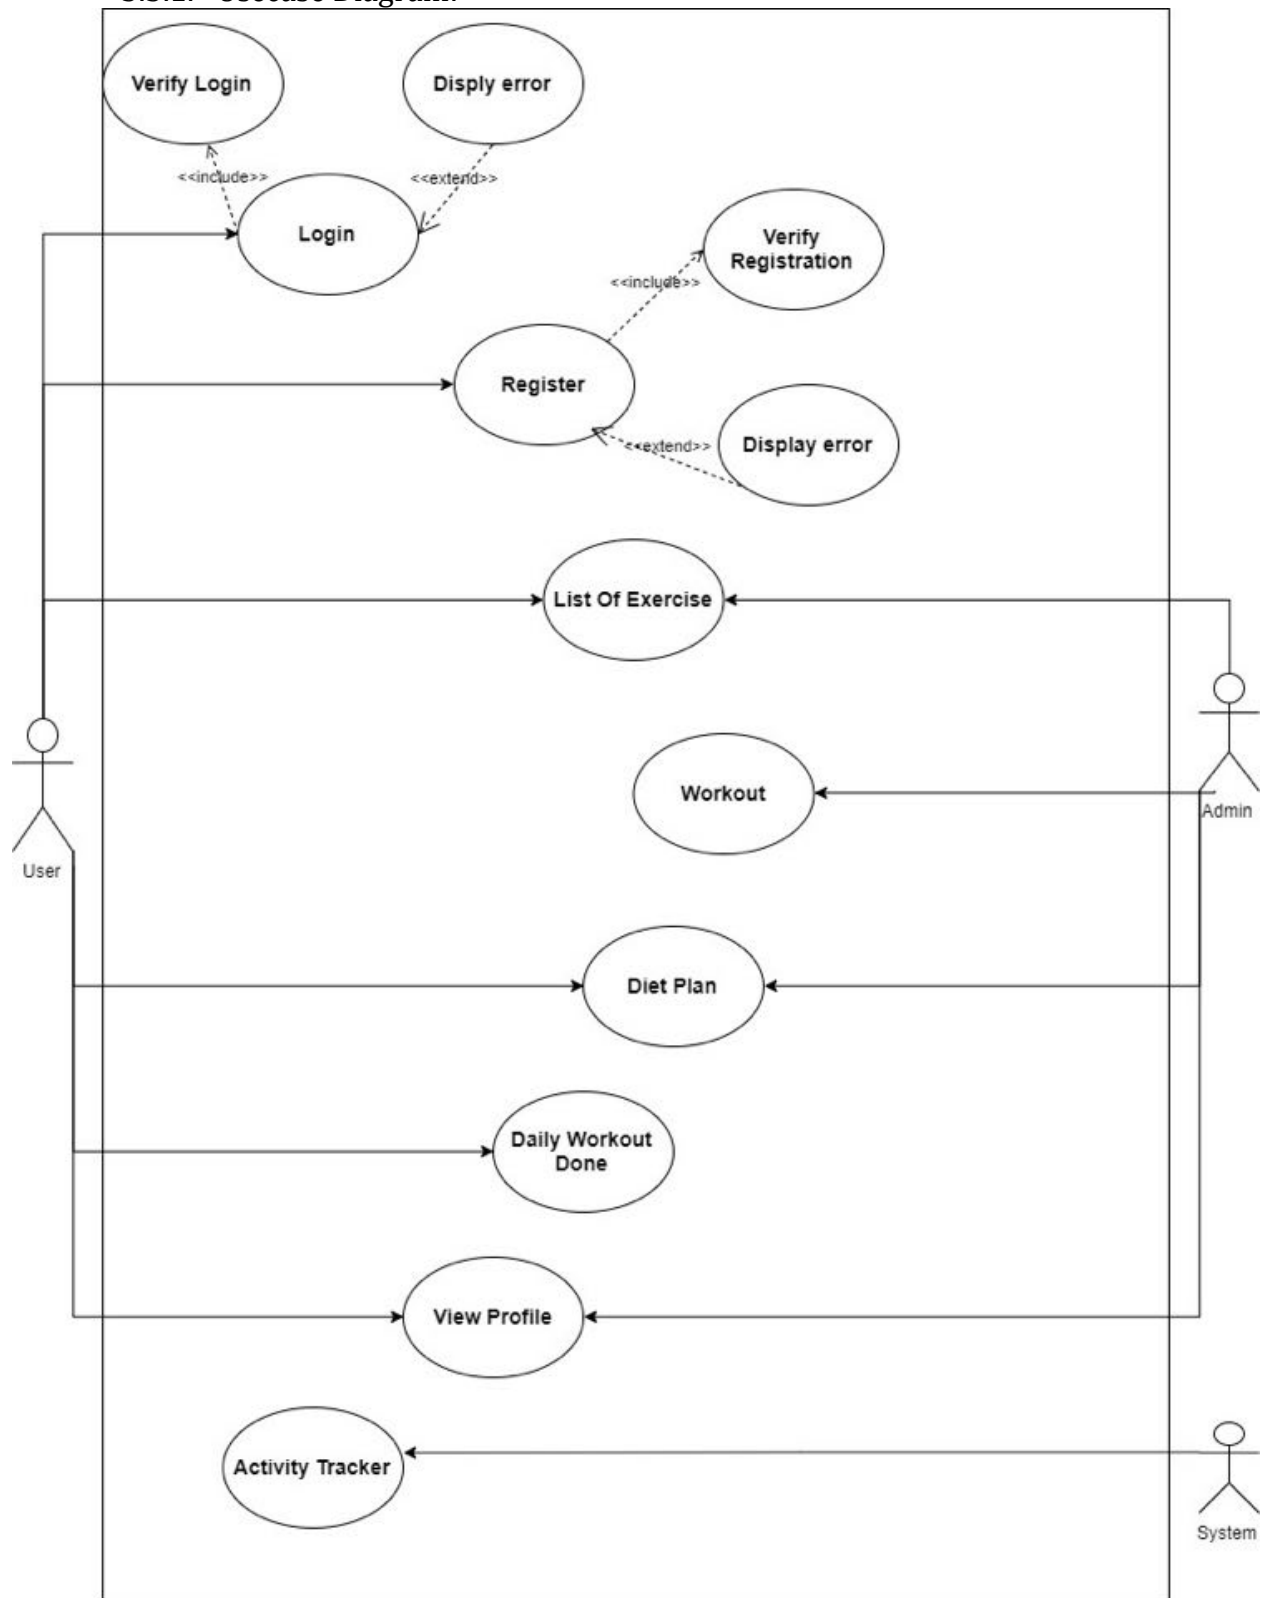 Verify Login
Disply error
<<include>>
<<extend>>
Login
Verify
Registration
<<include>>
Register
<<extend>>
Display error
List Of Exercise
Workout
Admin
User
Diet Plan
Daily Workout
Done
View Profile
Activity Tracker
System